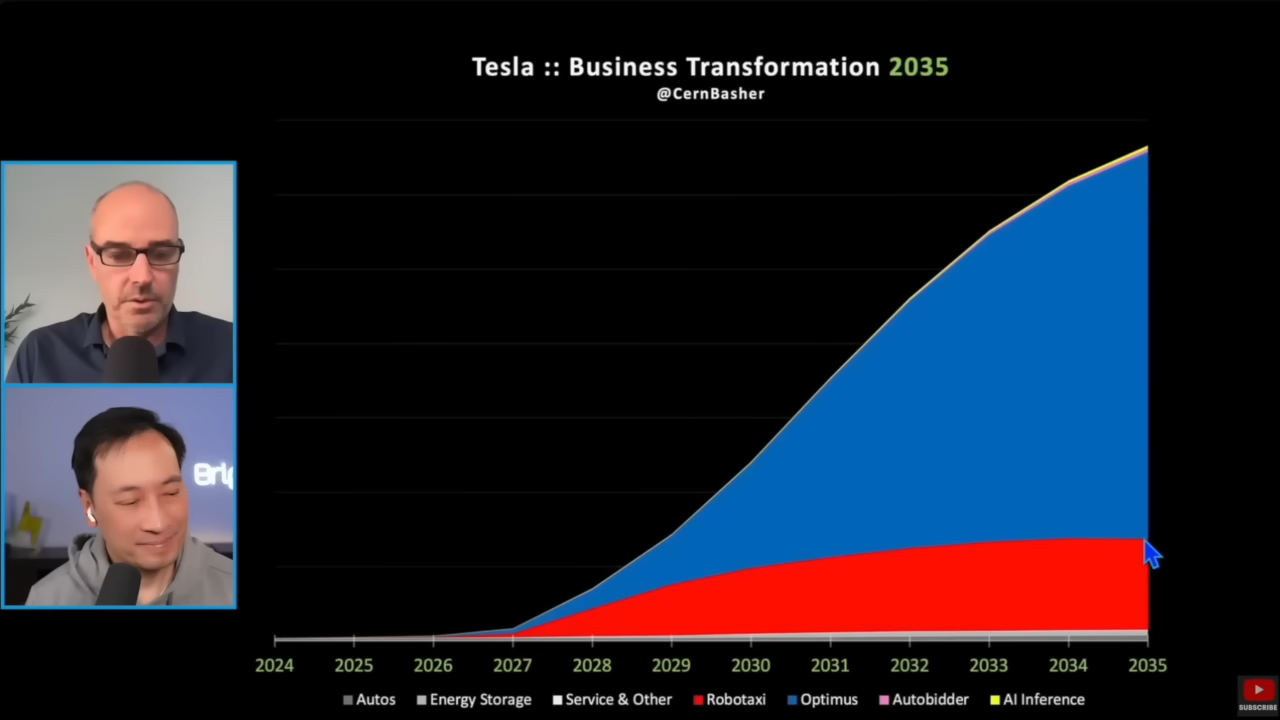 Tesla :: Business Transformation 2035
@CernBasher
2024 2025 2026 2027 2028 2029 2030 2031 2032 2033 2034 2035
Autos Energy Storage Service & Other Robotaxi Optimus Autobidder AI Inference
SUBSCRIBE